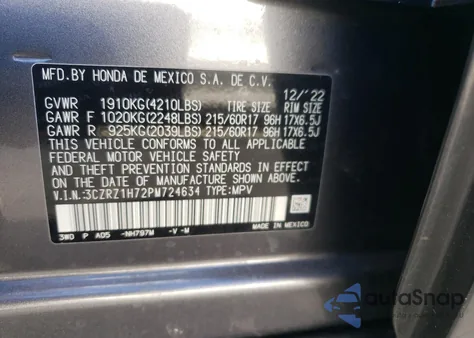 MFD.BY HONDA DE MEXICO S.A. DE C.V.
12/'22
GVWR 1910KG(4210LBS) TIRE SIZE RIM SIZE
GAWR F 1020KG(2248LBS) 215/60R17 96H 17X6.5J
GAWR R 925KG(2039LBS) 215/60R17 96H 17X6.5J
THIS VEHICLE CONFORMS TO ALL APPLICABLE
FEDERAL MOTOR VEHICLE SAFETY
AND THEFT PREVENTION STANDARDS IN EFFECT ON
THE DATE OF MANUFACTURE SHOWN ABOVE.
V.I.N.:3CZRZ1H72PM724634 TYPE:MPV
3W0 P A05 -NH797M -V -M
MADE IN MEXICO
autoSnap